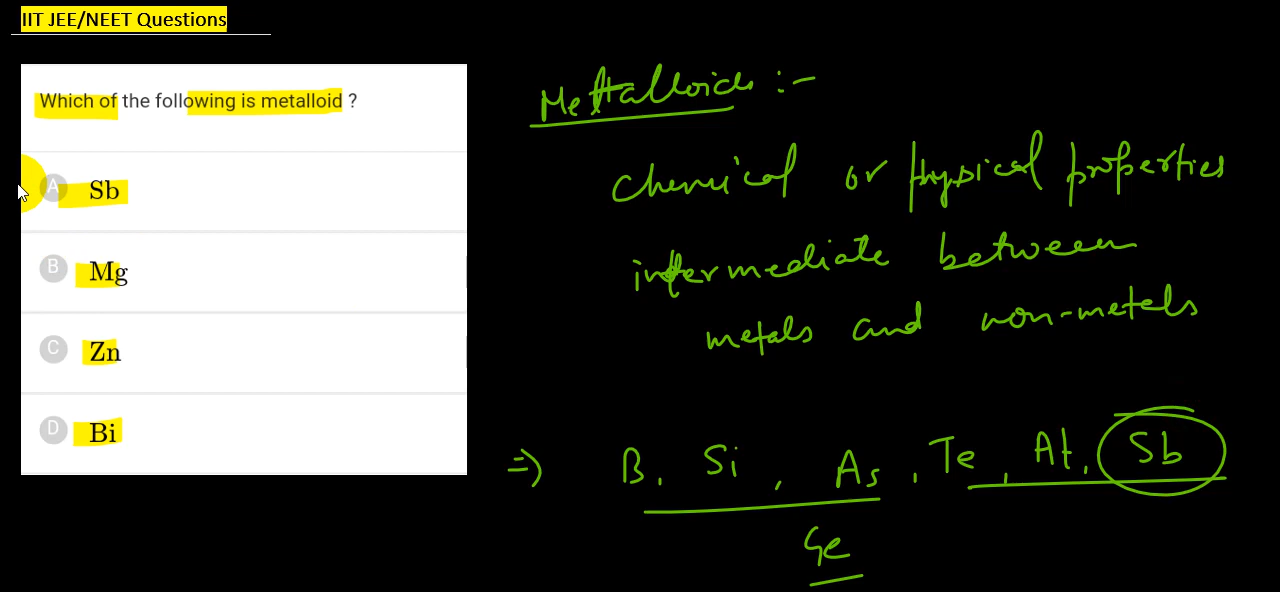 IIT JEE/NEET Questions
Which of the following is metalloid ?
A Sb
B Mg
C Zn
D Bi
Mettalloids :-
chemical or physical properties
intermediate between
metals and non-metals
=) B, Si, As, Te, At, Sb
Ge